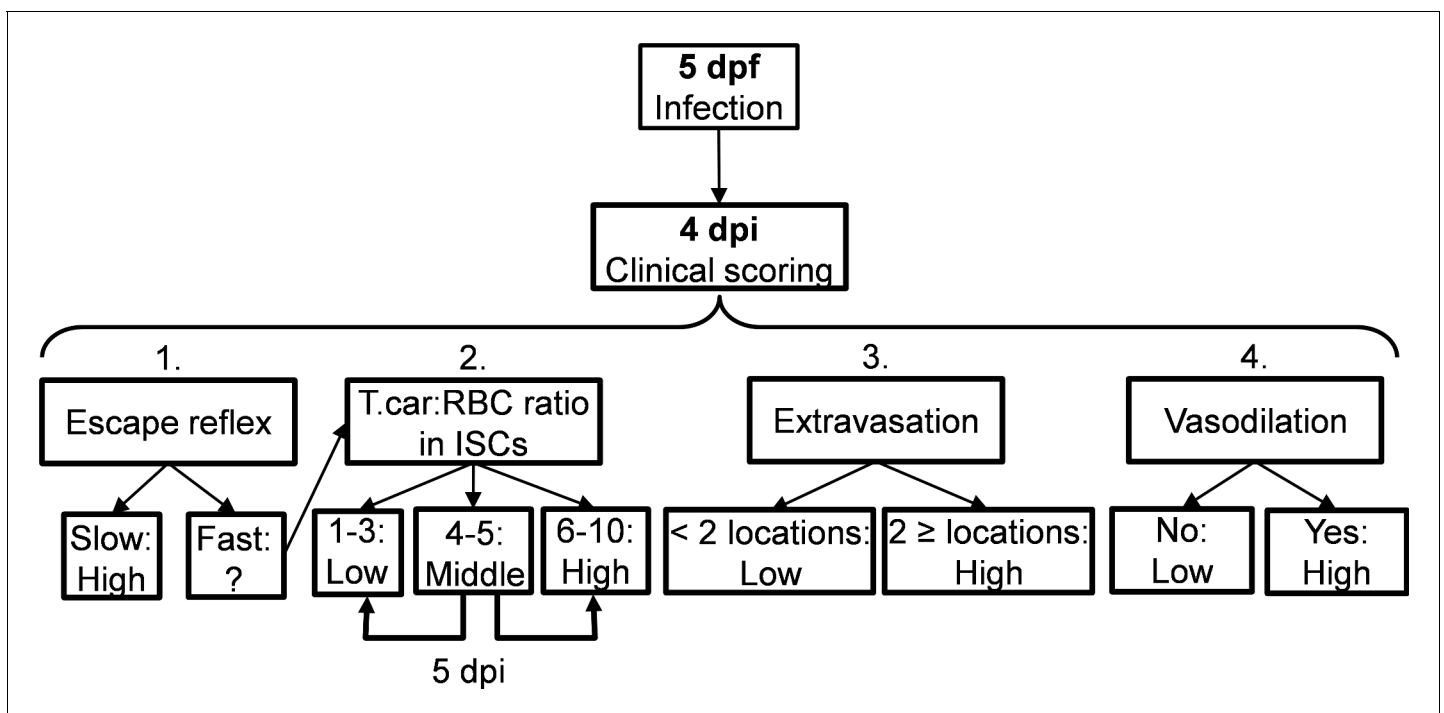 5 dpf
Infection
4 dpi
Clinical scoring
1.
Escape reflex
Slow:
High
Fast:
?
2.
T.car:RBC ratio
in ISCs
1-3:
Low
4-5:
Middle
6-10:
High
5 dpi
3.
Extravasation
< 2 locations:
Low
2 ≥ locations:
High
4.
Vasodilation
No:
Low
Yes:
High